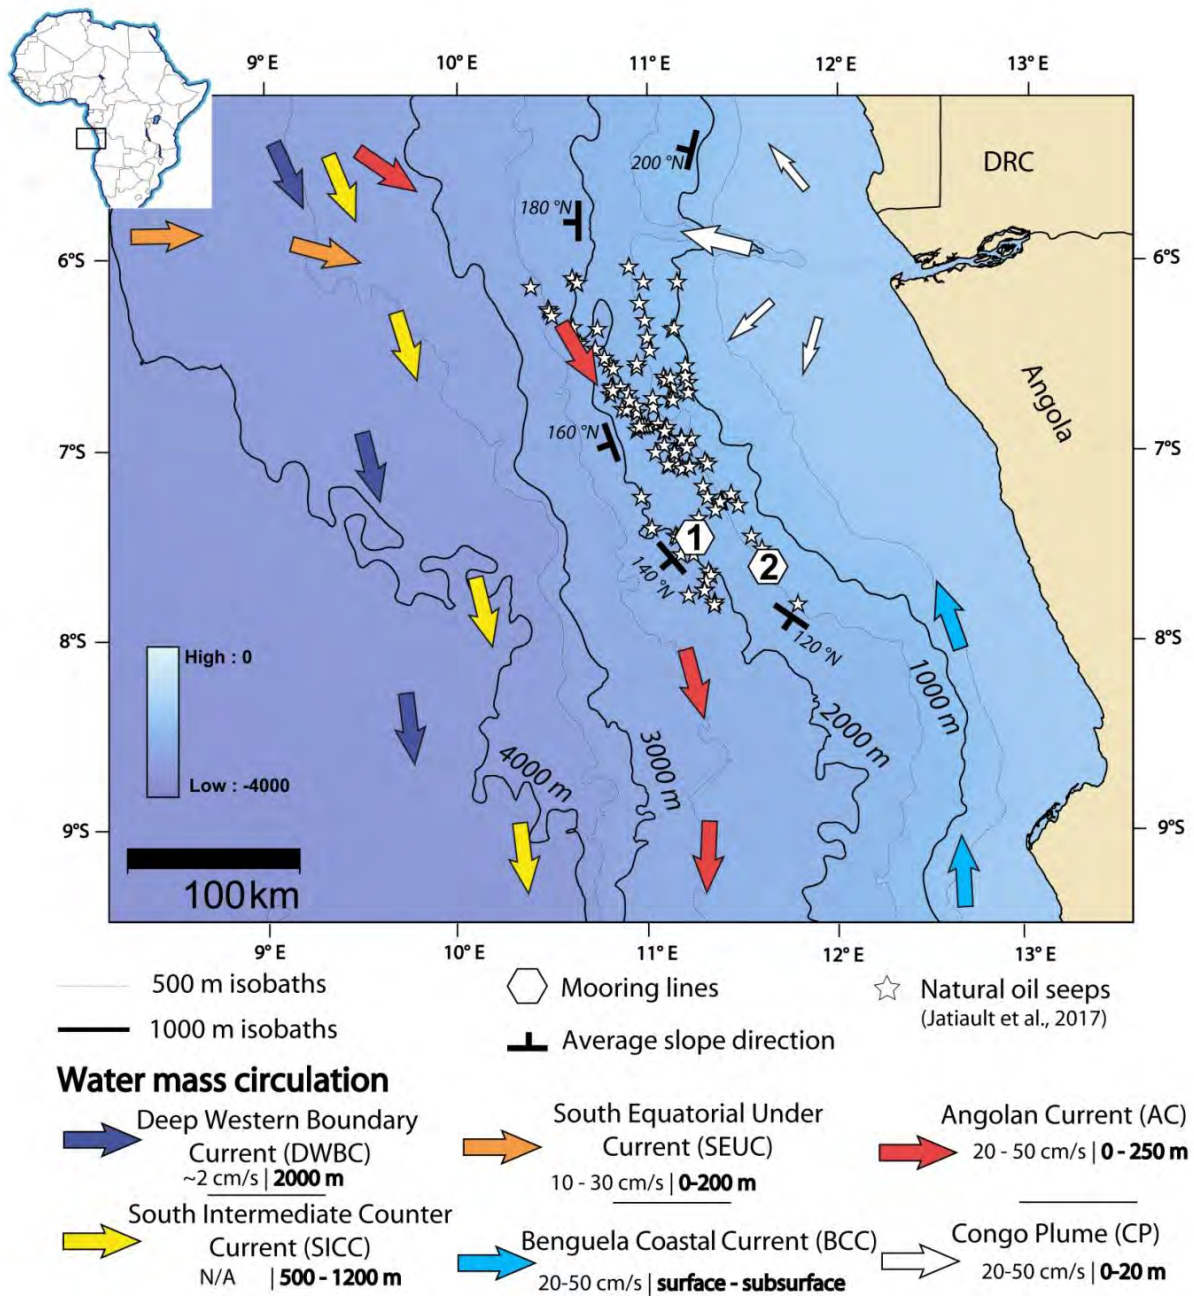 9° E 10° E 11° E 12° E 13° E
DRC
200 °N
180 °N
6°S 6°S
Angola
160 °N
7°S 7°S
1
2
140 °N
120 °N
8°S 8°S
High : 0
Low : -4000
1000 m
2000 m
3000 m
4000 m
9°S 9°S
100 km
9° E 10° E 11° E 12° E 13° E
500 m isobaths
1000 m isobaths
Mooring lines
Average slope direction
Natural oil seeps
(Jatiault et al., 2017)
Water mass circulation
Deep Western Boundary
Current (DWBC)
~2 cm/s | 2000 m
South Equatorial Under
Current (SEUC)
10 - 30 cm/s | 0-200 m
Angolan Current (AC)
20 - 50 cm/s | 0 - 250 m
South Intermediate Counter
Current (SICC)
N/A | 500 - 1200 m
Benguela Coastal Current (BCC)
20-50 cm/s | surface - subsurface
Congo Plume (CP)
20-50 cm/s | 0-20 m